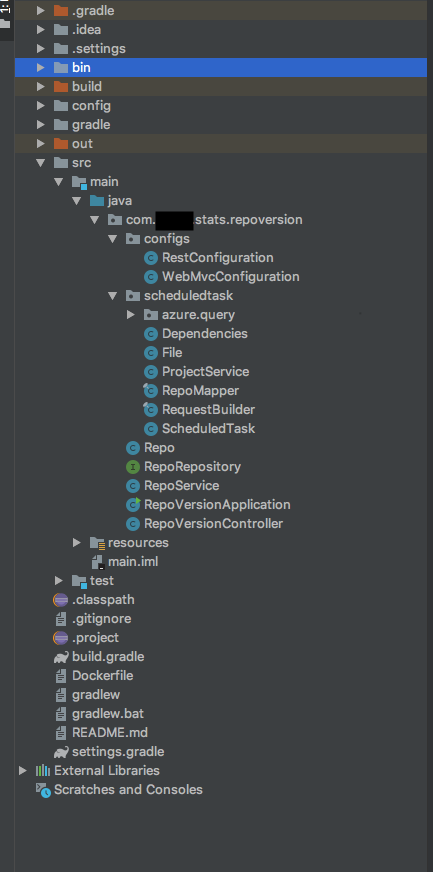 1:
.gradle
.idea
.settings
bin
build
config
gradle
out
src
main
java
com. .stats.repoversion
configs
RestConfiguration
WebMvcConfiguration
scheduledtask
azure.query
Dependencies
File
ProjectService
RepoMapper
RequestBuilder
ScheduledTask
Repo
RepoRepository
RepoService
RepoVersionApplication
RepoVersionController
resources
main.iml
test
.classpath
.gitignore
.project
build.gradle
Dockerfile
gradlew
gradlew.bat
README.md
settings.gradle
External Libraries
Scratches and Consoles